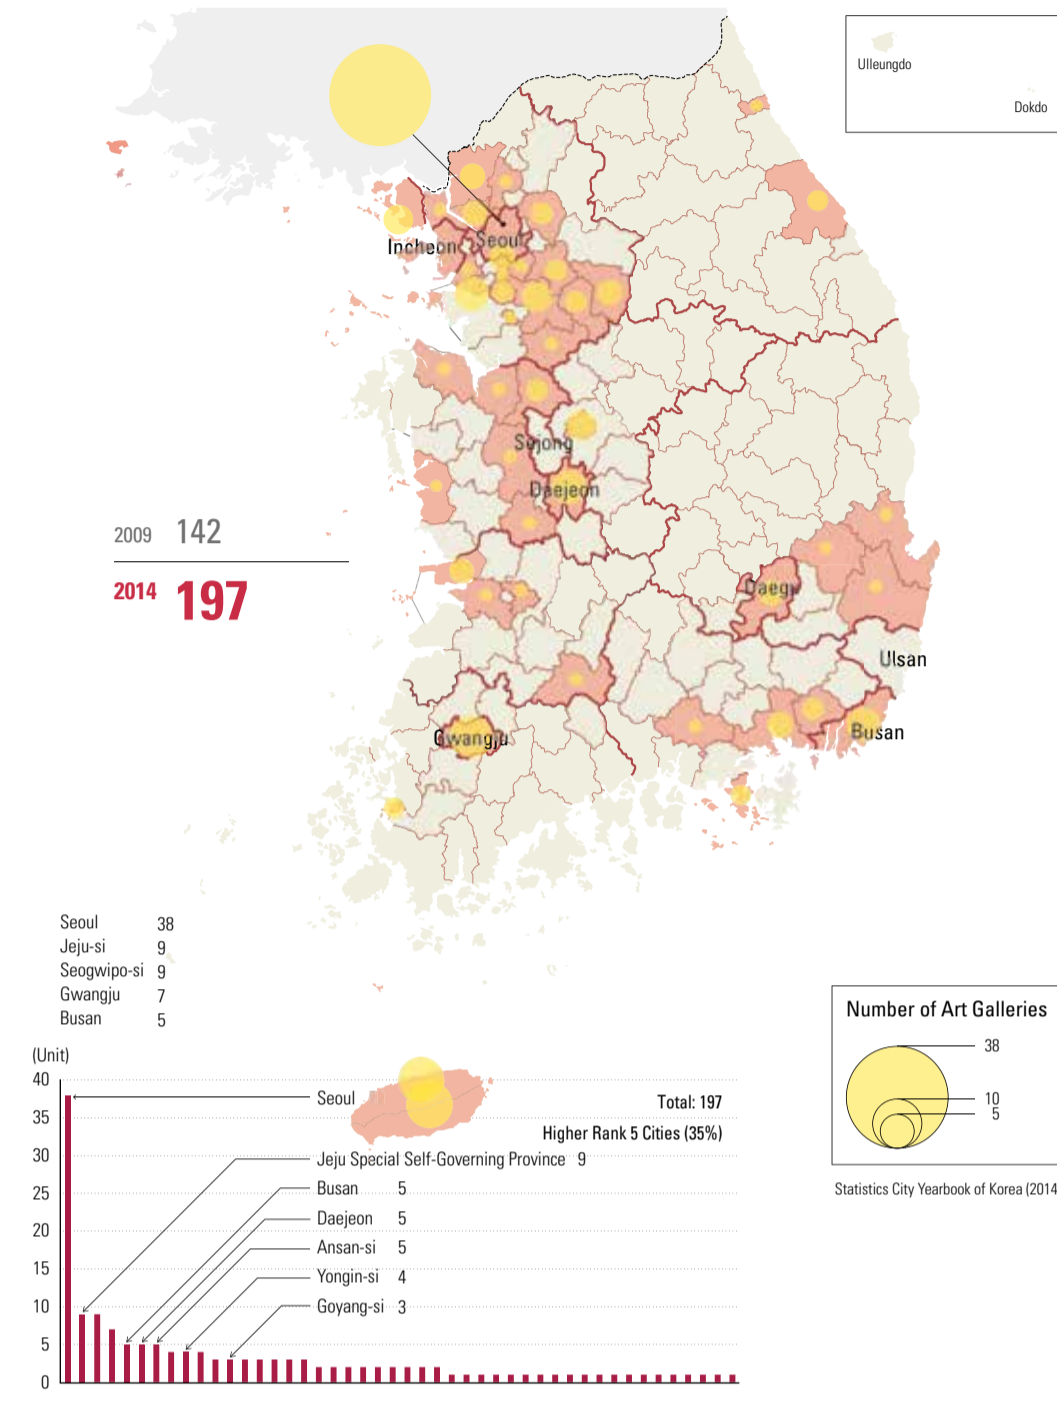 Ulleungdo
Dokdo
Incheon
Seoul
Sejong
Daejeon
2009 142
2014 197
Daegu
Ulsan
Gwangju
Busan
Seoul 38
Jeju-si 9
Seogwipo-si 9
Gwangju 7
Busan 5
Number of Art Galleries
38
10
5
Statistics City Yearbook of Korea (2014
(Unit)
40
35
30
25
20
15
10
5
0
Seoul
Total: 197
Higher Rank 5 Cities (35%)
Jeju Special Self-Governing Province 9
Busan 5
Daejeon 5
Ansan-si 5
Yongin-si 4
Goyang-si 3